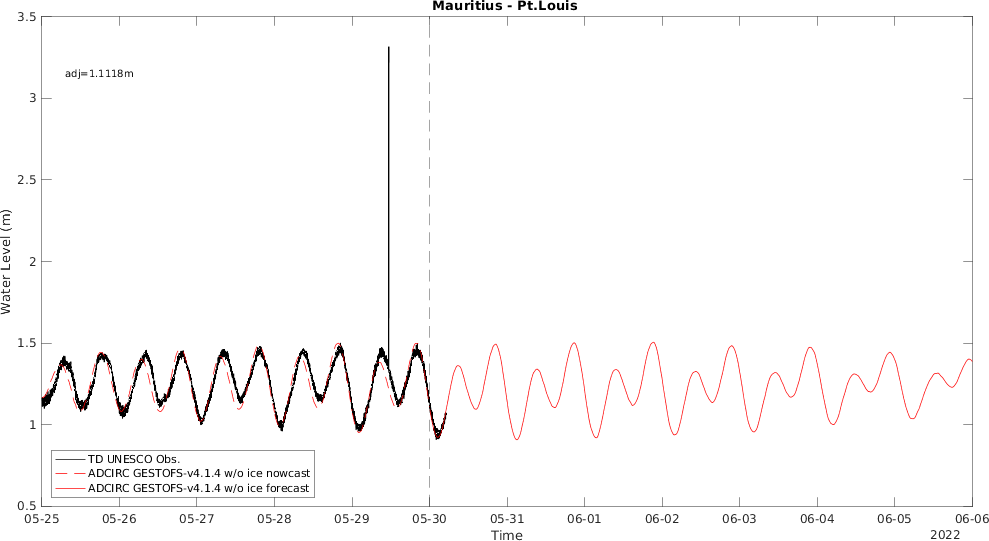 Mauritius - Pt.Louis
adj=1.1118m
3.5
3
2.5
2
1.5
1
0.5
Water Level (m)
TD UNESCO Obs.
ADCIRC GESTOFS-v4.1.4 w/o ice nowcast
ADCIRC GESTOFS-v4.1.4 w/o ice forecast
05-25 05-26 05-27 05-28 05-29 05-30 05-31 06-01 06-02 06-03 06-04 06-05 06-06
Time
2022